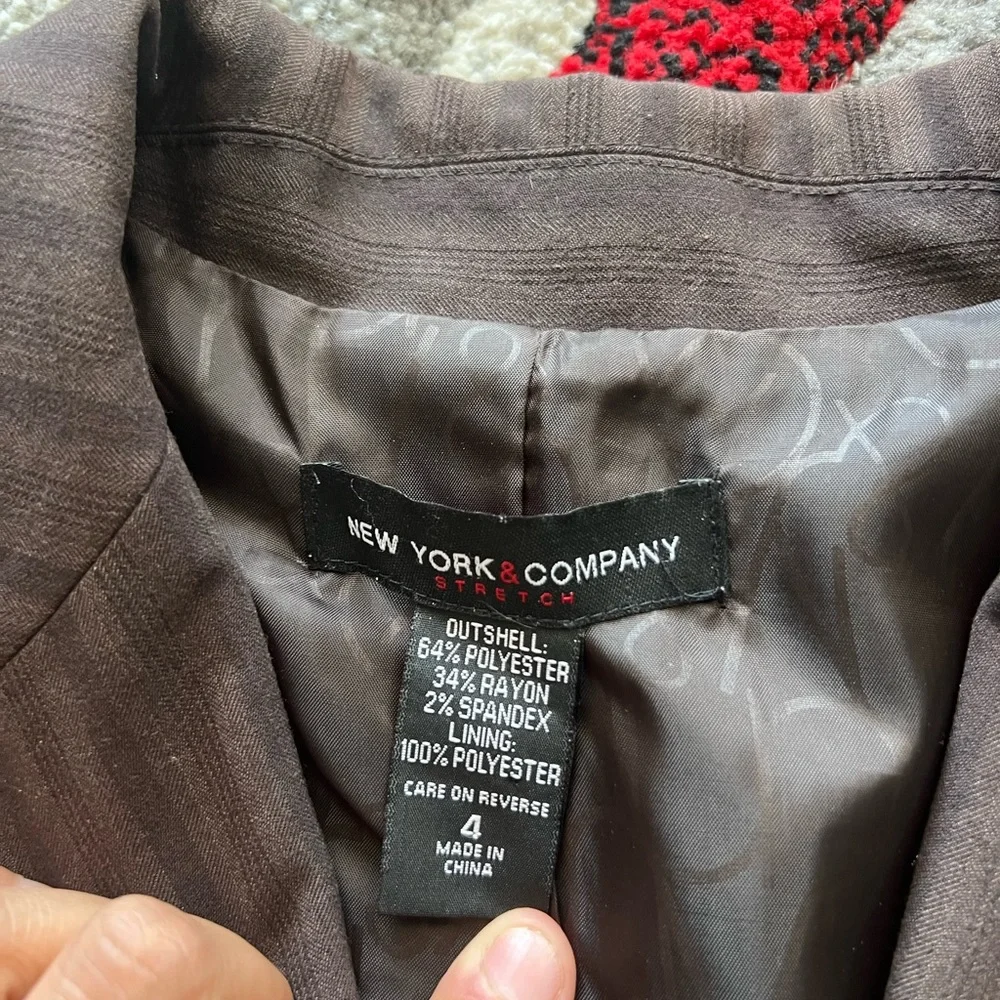 NEW YORK & COMPANY
STRETCH
OUTSHELL:
64% POLYESTER
34% RAYON
2% SPANDEX
LINING:
100% POLYESTER
CARE ON REVERSE
4
MADE IN
CHINA